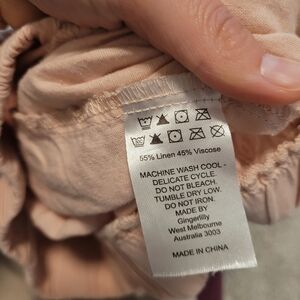 55% Linen 45% Viscose
MACHINE WASH COOL -
DELICATE CYCLE.
DO NOT BLEACH.
TUMBLE DRY LOW.
DO NOT IRON.
MADE BY
Gingerlilly
West Melbourne
Australia 3003
MADE IN CHINA